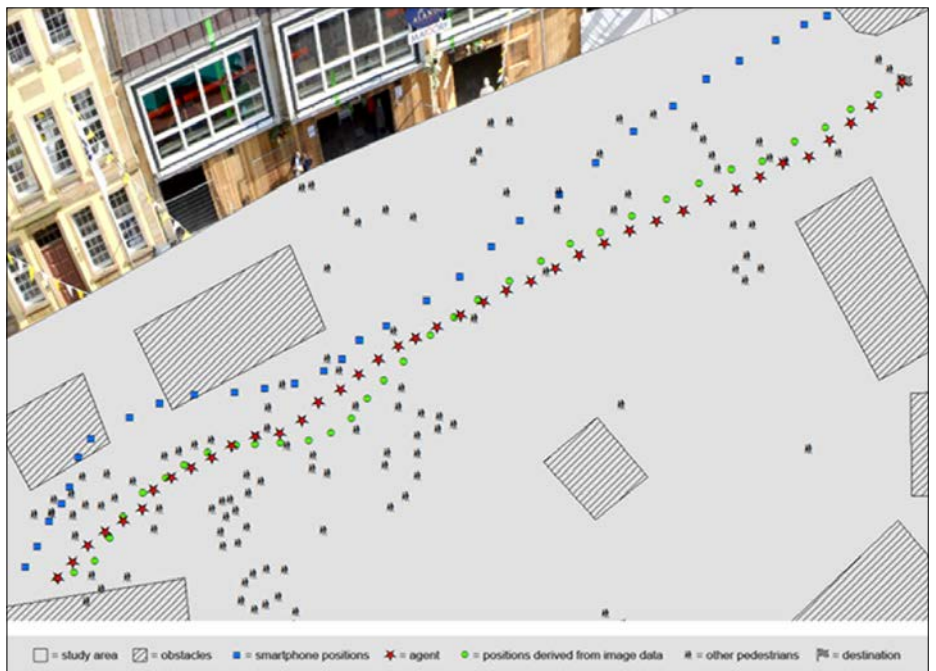 = study area = obstacles = smartphone positions = agent = positions derived from image data = other pedestrians = destination